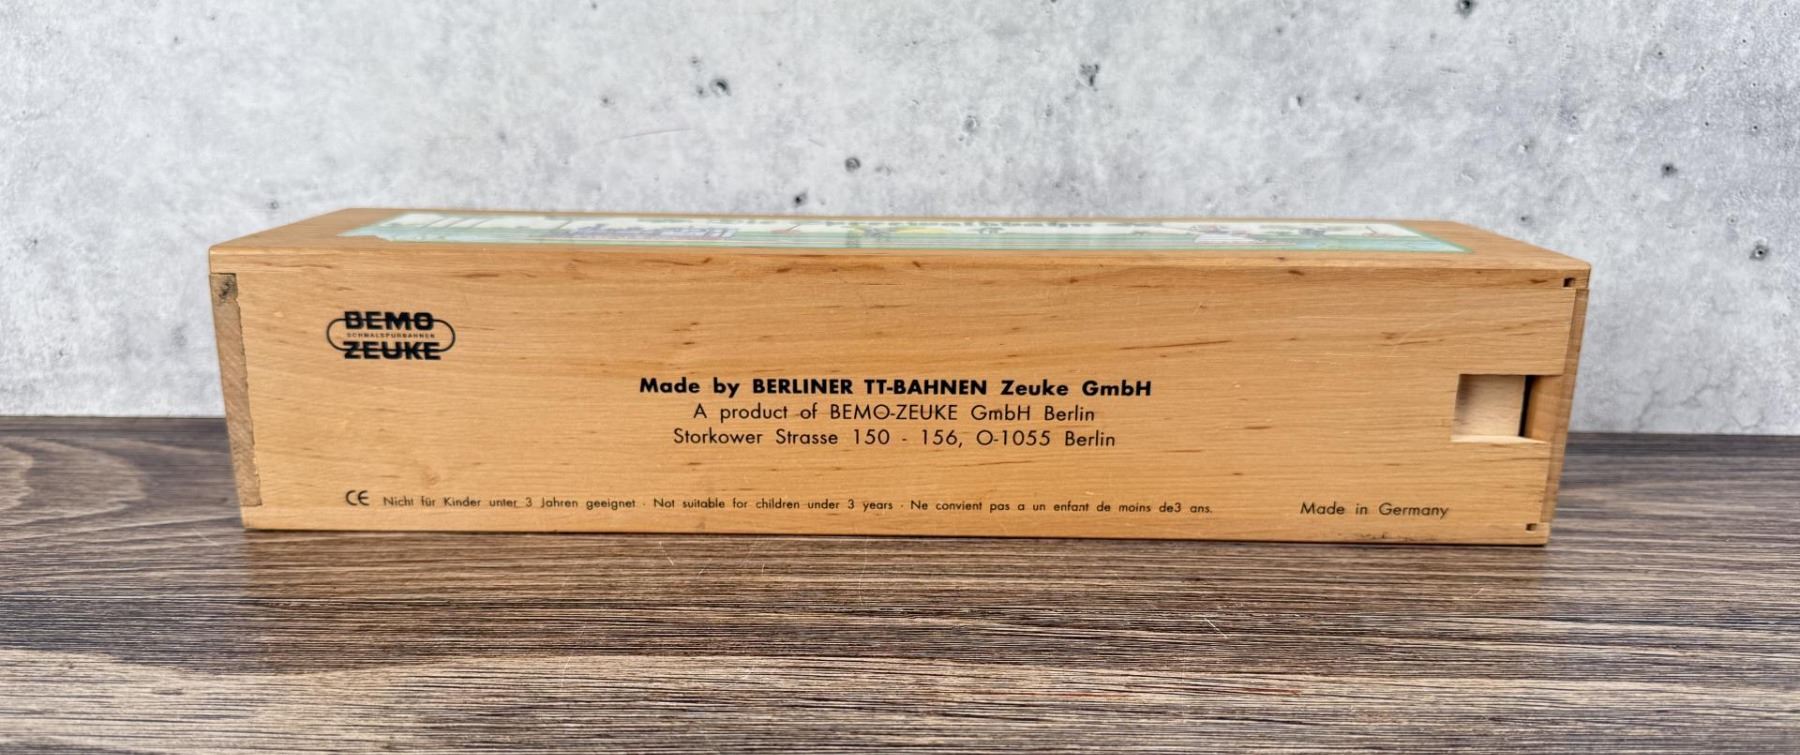 BEMO
SCHMALSPURBAHNEN
ZEUKE
Made by BERLINER TT-BAHNEN Zeuke GmbH
A product of BEMO-ZEUKE GmbH Berlin
Storkower Strasse 150 - 156, O-1055 Berlin
CE Nicht für Kinder unter 3 Jahren geeignet · Not suitable for children under 3 years · Ne convient pas a un enfant de moins de3 ans.
Made in Germany